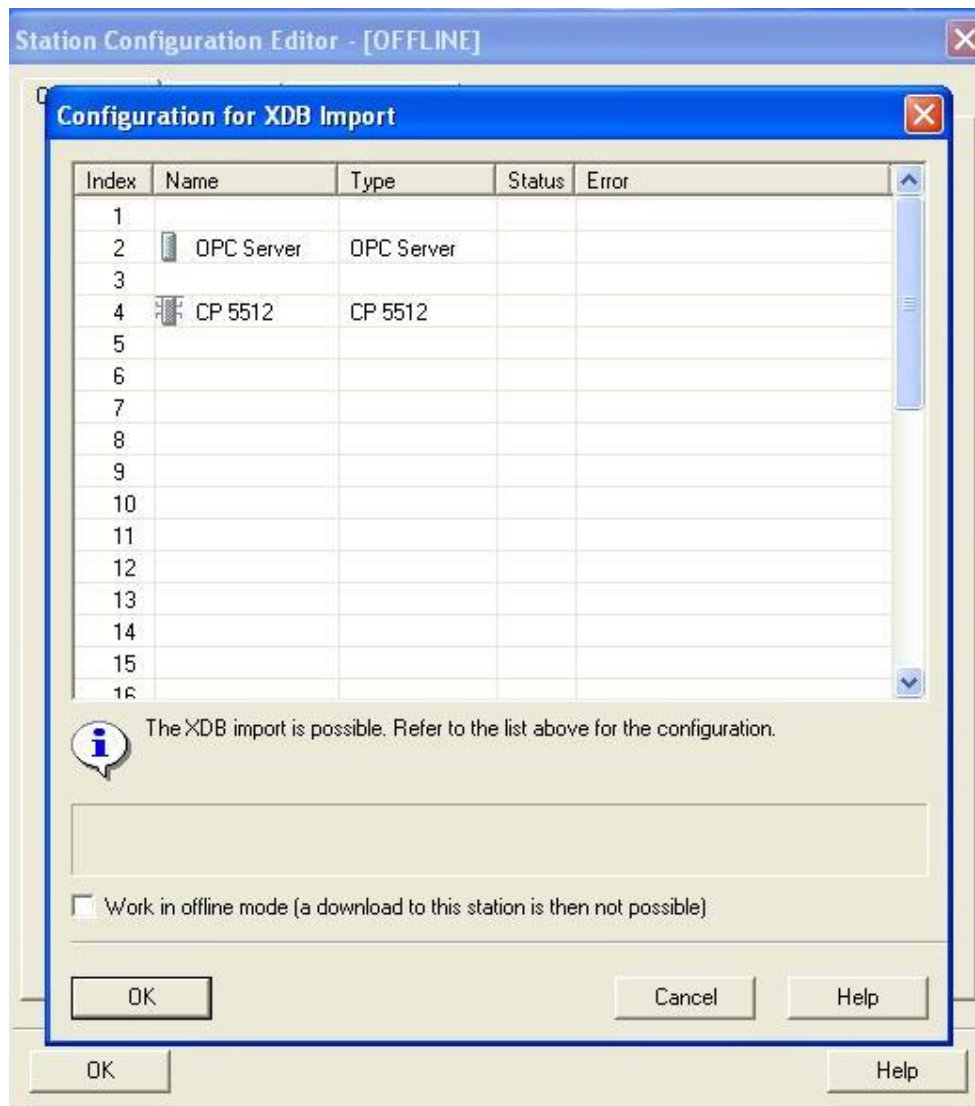 Station Configuration Editor - [OFFLINE]
Configuration for XDB Import
Index Name Type Status Error
1
2 OPC Server OPC Server
3
4 CP 5512 CP 5512
5
6
7
8
9
10
11
12
13
14
15
16
The XDB import is possible. Refer to the list above for the configuration.
Work in offline mode (a download to this station is then not possible)
OK Cancel Help
OK Help